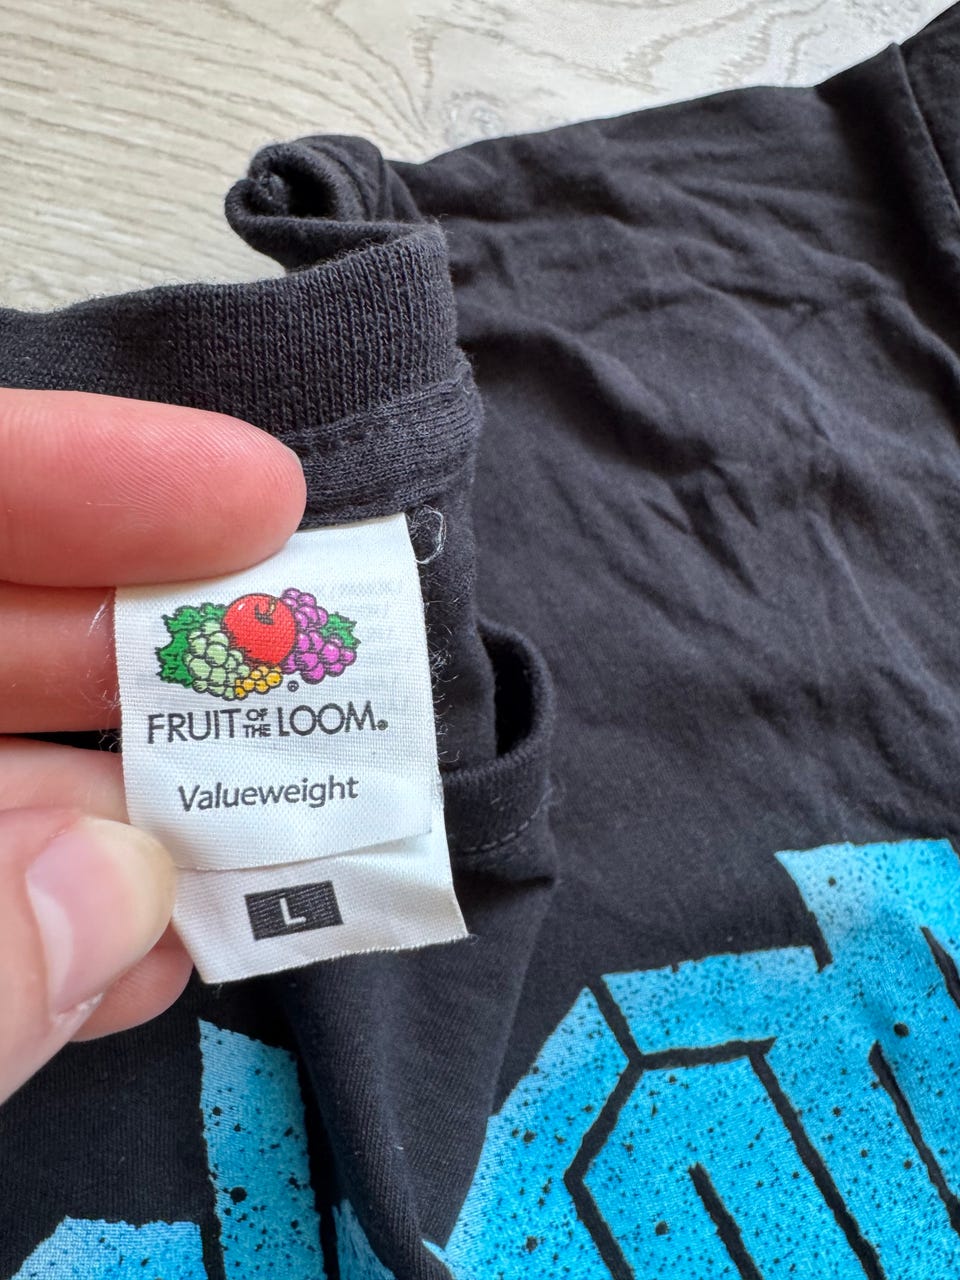 FRUIT OF THE LOOM®
Valueweight
L